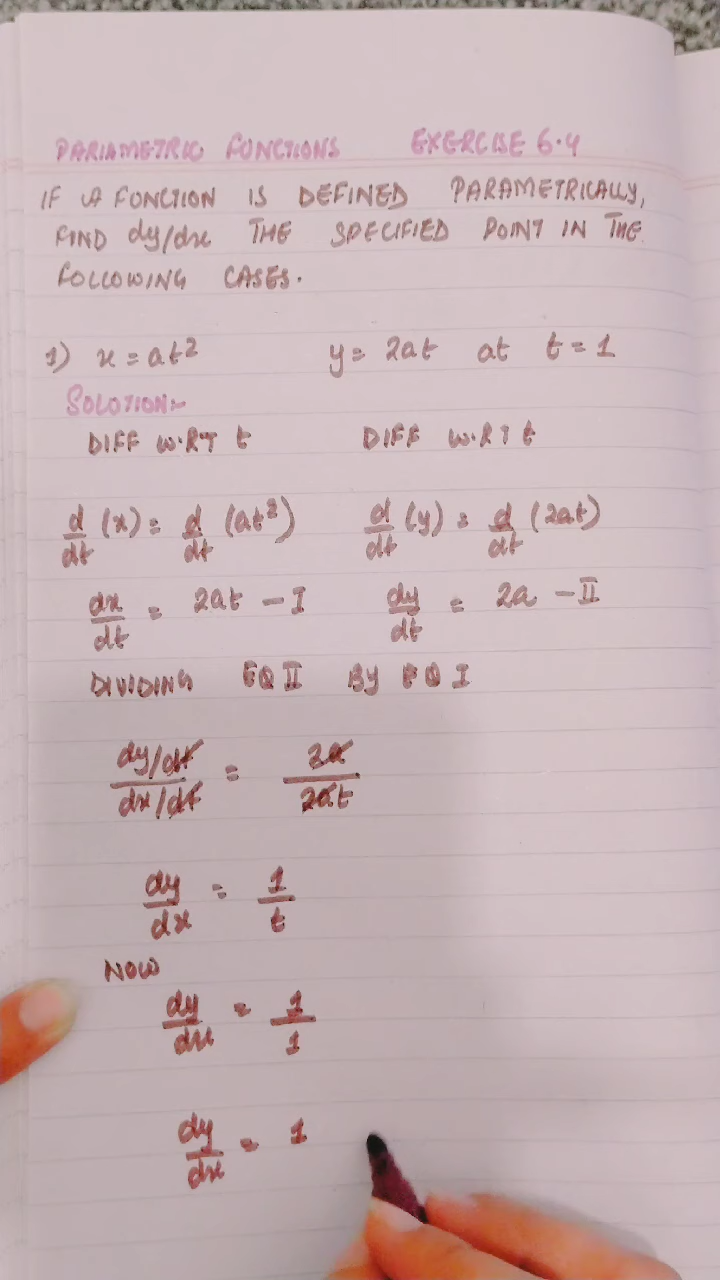 PARAMETRIC FUNCTIONS EXERCISE 6.4
IF A FUNCTION IS DEFINED PARAMETRICALLY,
FIND dy/dx THE SPECIFIED POINT IN THE
FOLLOWING CASES.
1) x = at² y = 2at at t = 1
SOLUTION:-
DIFF W.R.T t DIFF W.R.T t
d/dt (x) = d/dt (at²) d/dt (y) = d/dt (2at)
dx/dt = 2at - I dy/dt = 2a - II
DIVIDING EQ II BY EQ I
dy/dt / dx/dt = 2a / 2at
dy/dx = 1/t
NOW
dy/dx = 1/1
dy/dx = 1